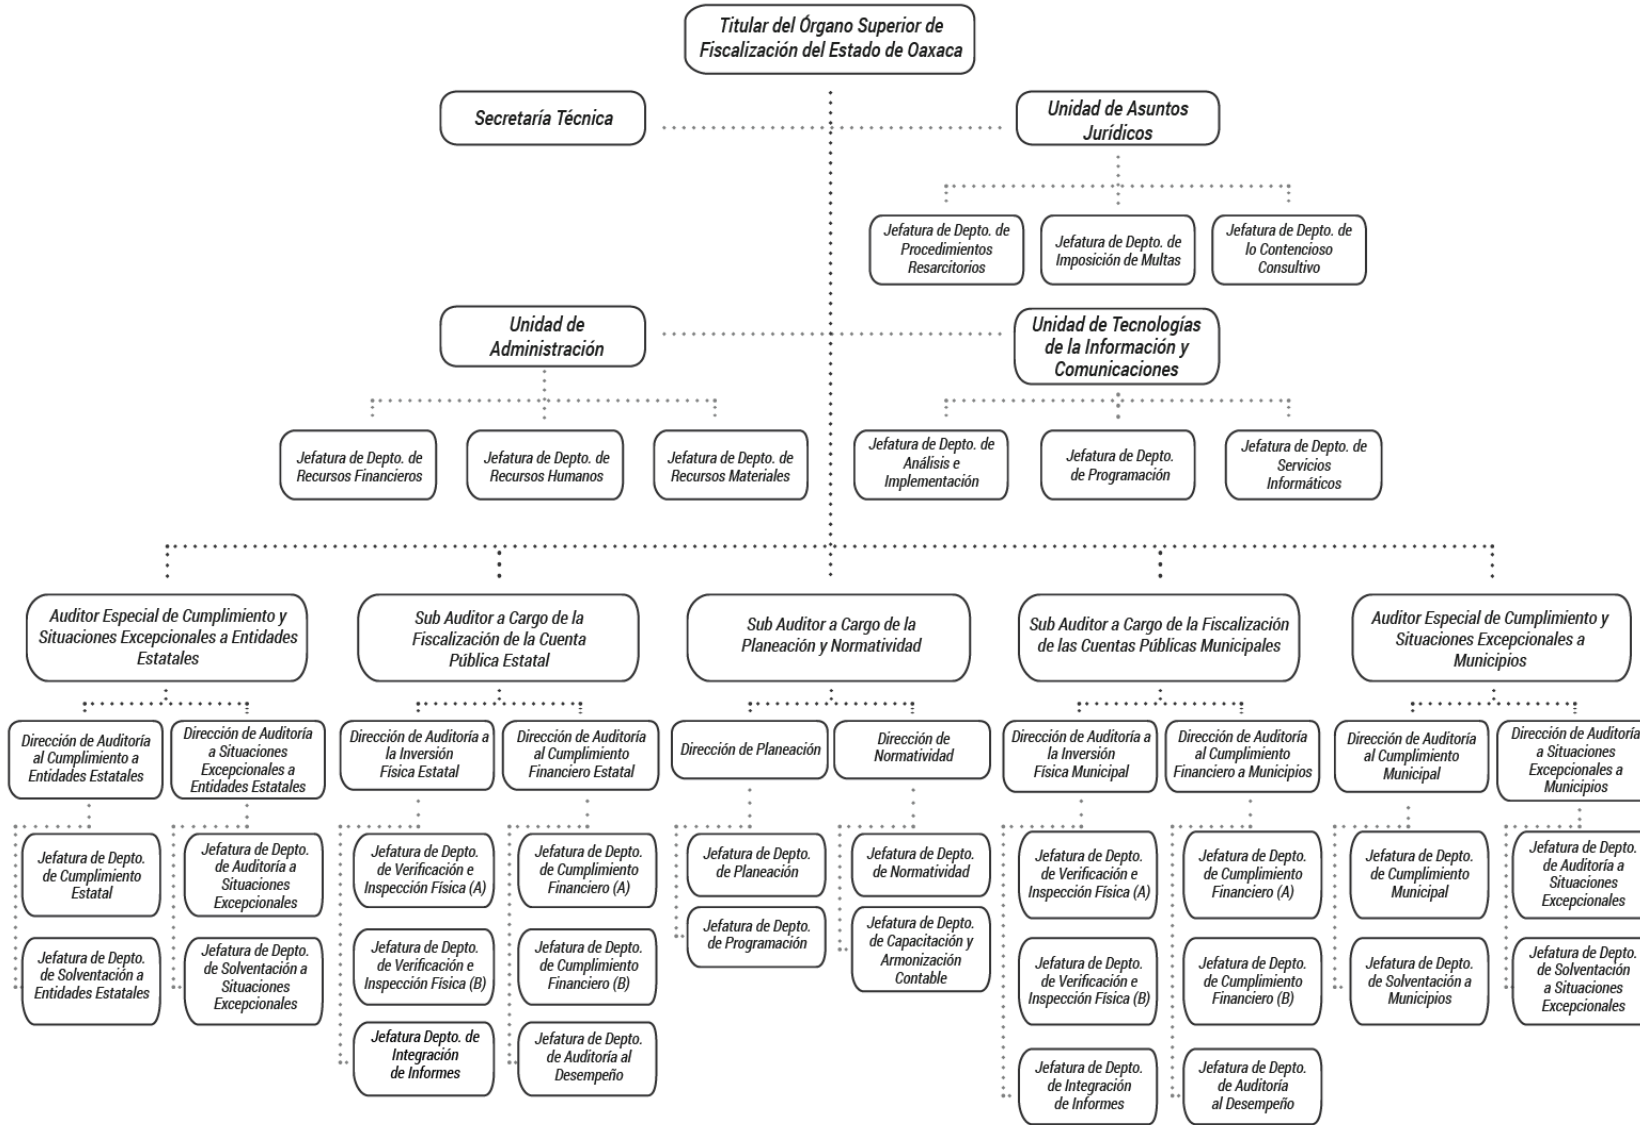 Titular del Órgano Superior de
Fiscalización del Estado de Oaxaca
Secretaría Técnica
Unidad de Asuntos
Jurídicos
Jefatura de Depto. de
Procedimientos
Resarcitorios
Jefatura de Depto. de
Imposición de Multas
Jefatura de Depto. de
lo Contencioso
Consultivo
Unidad de
Administración
Unidad de Tecnologías
de la Información y
Comunicaciones
Jefatura de Depto. de
Recursos Financieros
Jefatura de Depto. de
Recursos Humanos
Jefatura de Depto. de
Recursos Materiales
Jefatura de Depto. de
Análisis e
Implementación
Jefatura de Depto.
de Programación
Jefatura de Depto. de
Servicios
Informáticos
Auditor Especial de Cumplimiento y
Situaciones Excepcionales a Entidades
Estatales
Sub Auditor a Cargo de la
Fiscalización de la Cuenta
Pública Estatal
Sub Auditor a Cargo de la
Planeación y Normatividad
Sub Auditor a Cargo de la Fiscalización
de las Cuentas Públicas Municipales
Auditor Especial de Cumplimiento y
Situaciones Excepcionales a
Municipios
Dirección de Auditoría
al Cumplimiento a
Entidades Estatales
Dirección de Auditoría
a Situaciones
Excepcionales a
Entidades Estatales
Dirección de Auditoría a
la Inversión
Física Estatal
Dirección de Auditoría
al Cumplimiento
Financiero Estatal
Dirección de Planeación
Dirección de
Normatividad
Dirección de Auditoría a
la Inversión
Física Municipal
Dirección de Auditoría
al Cumplimiento
Financiero a Municipios
Dirección de Auditoría
al Cumplimiento
Municipal
Dirección de Auditoría
a Situaciones
Excepcionales a
Municipios
Jefatura de Depto.
de Cumplimiento
Estatal
Jefatura de Depto.
de Auditoría a
Situaciones
Excepcionales
Jefatura de Depto.
de Verificación e
Inspección Física (A)
Jefatura de Depto.
de Cumplimiento
Financiero (A)
Jefatura de Depto.
de Planeación
Jefatura de Depto.
de Normatividad
Jefatura de Depto.
de Verificación e
Inspección Física (A)
Jefatura de Depto.
de Cumplimiento
Financiero (A)
Jefatura de Depto.
de Cumplimiento
Municipal
Jefatura de Depto.
de Auditoría a
Situaciones
Excepcionales
Jefatura de Depto.
de Solventación a
Entidades Estatales
Jefatura de Depto.
de Solventación a
Situaciones
Excepcionales
Jefatura de Depto.
de Verificación e
Inspección Física (B)
Jefatura de Depto.
de Cumplimiento
Financiero (B)
Jefatura de Depto.
de Programación
Jefatura de Depto.
de Capacitación y
Armonización
Contable
Jefatura de Depto.
de Verificación e
Inspección Física (B)
Jefatura de Depto.
de Cumplimiento
Financiero (B)
Jefatura de Depto.
de Solventación a
Municipios
Jefatura de Depto.
de Solventación
a Situaciones
Excepcionales
Jefatura Depto. de
Integración
de Informes
Jefatura de Depto.
de Auditoría al
Desempeño
Jefatura de Depto.
de Integración
de Informes
Jefatura de Depto.
de Auditoría
al Desempeño